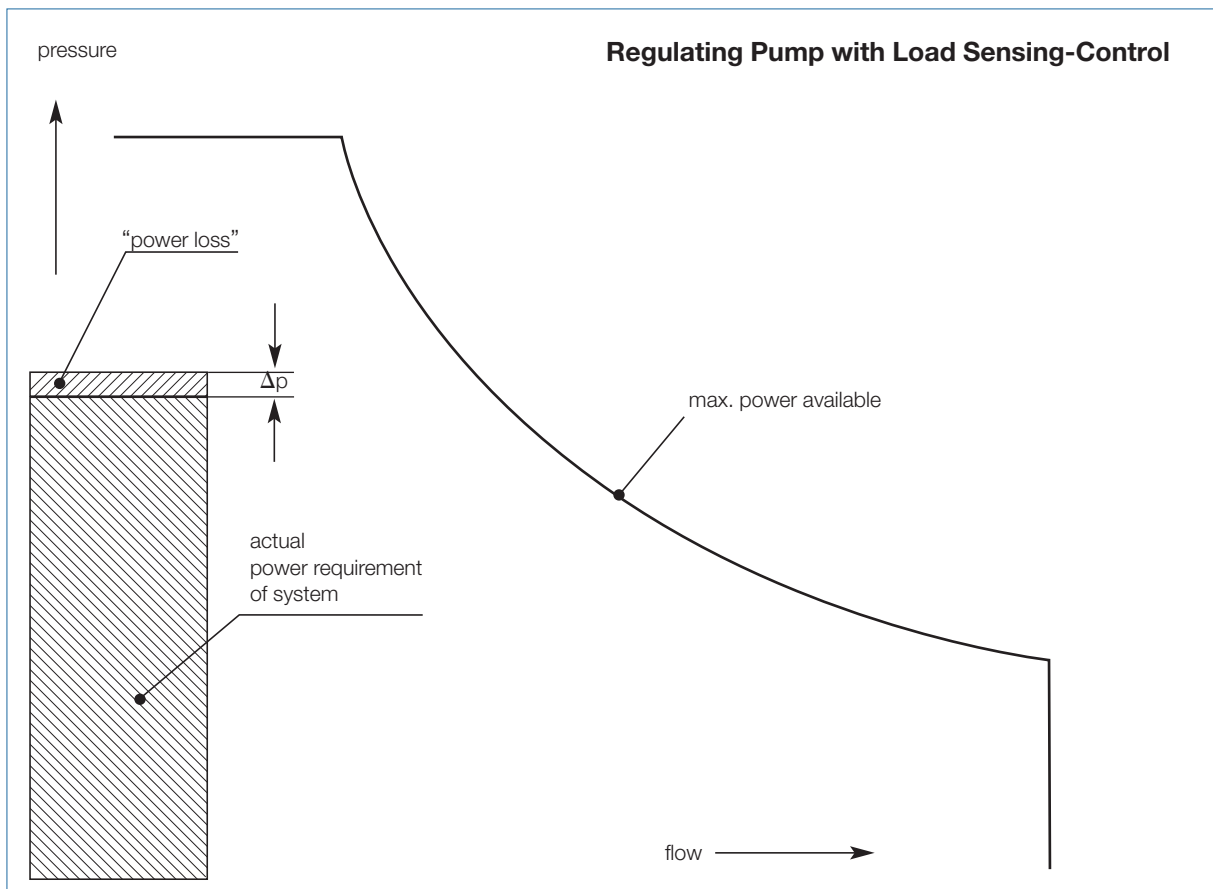 pressure
Regulating Pump with Load Sensing-Control
“power loss”
Δp
max. power available
actual
power requirement
of system
flow